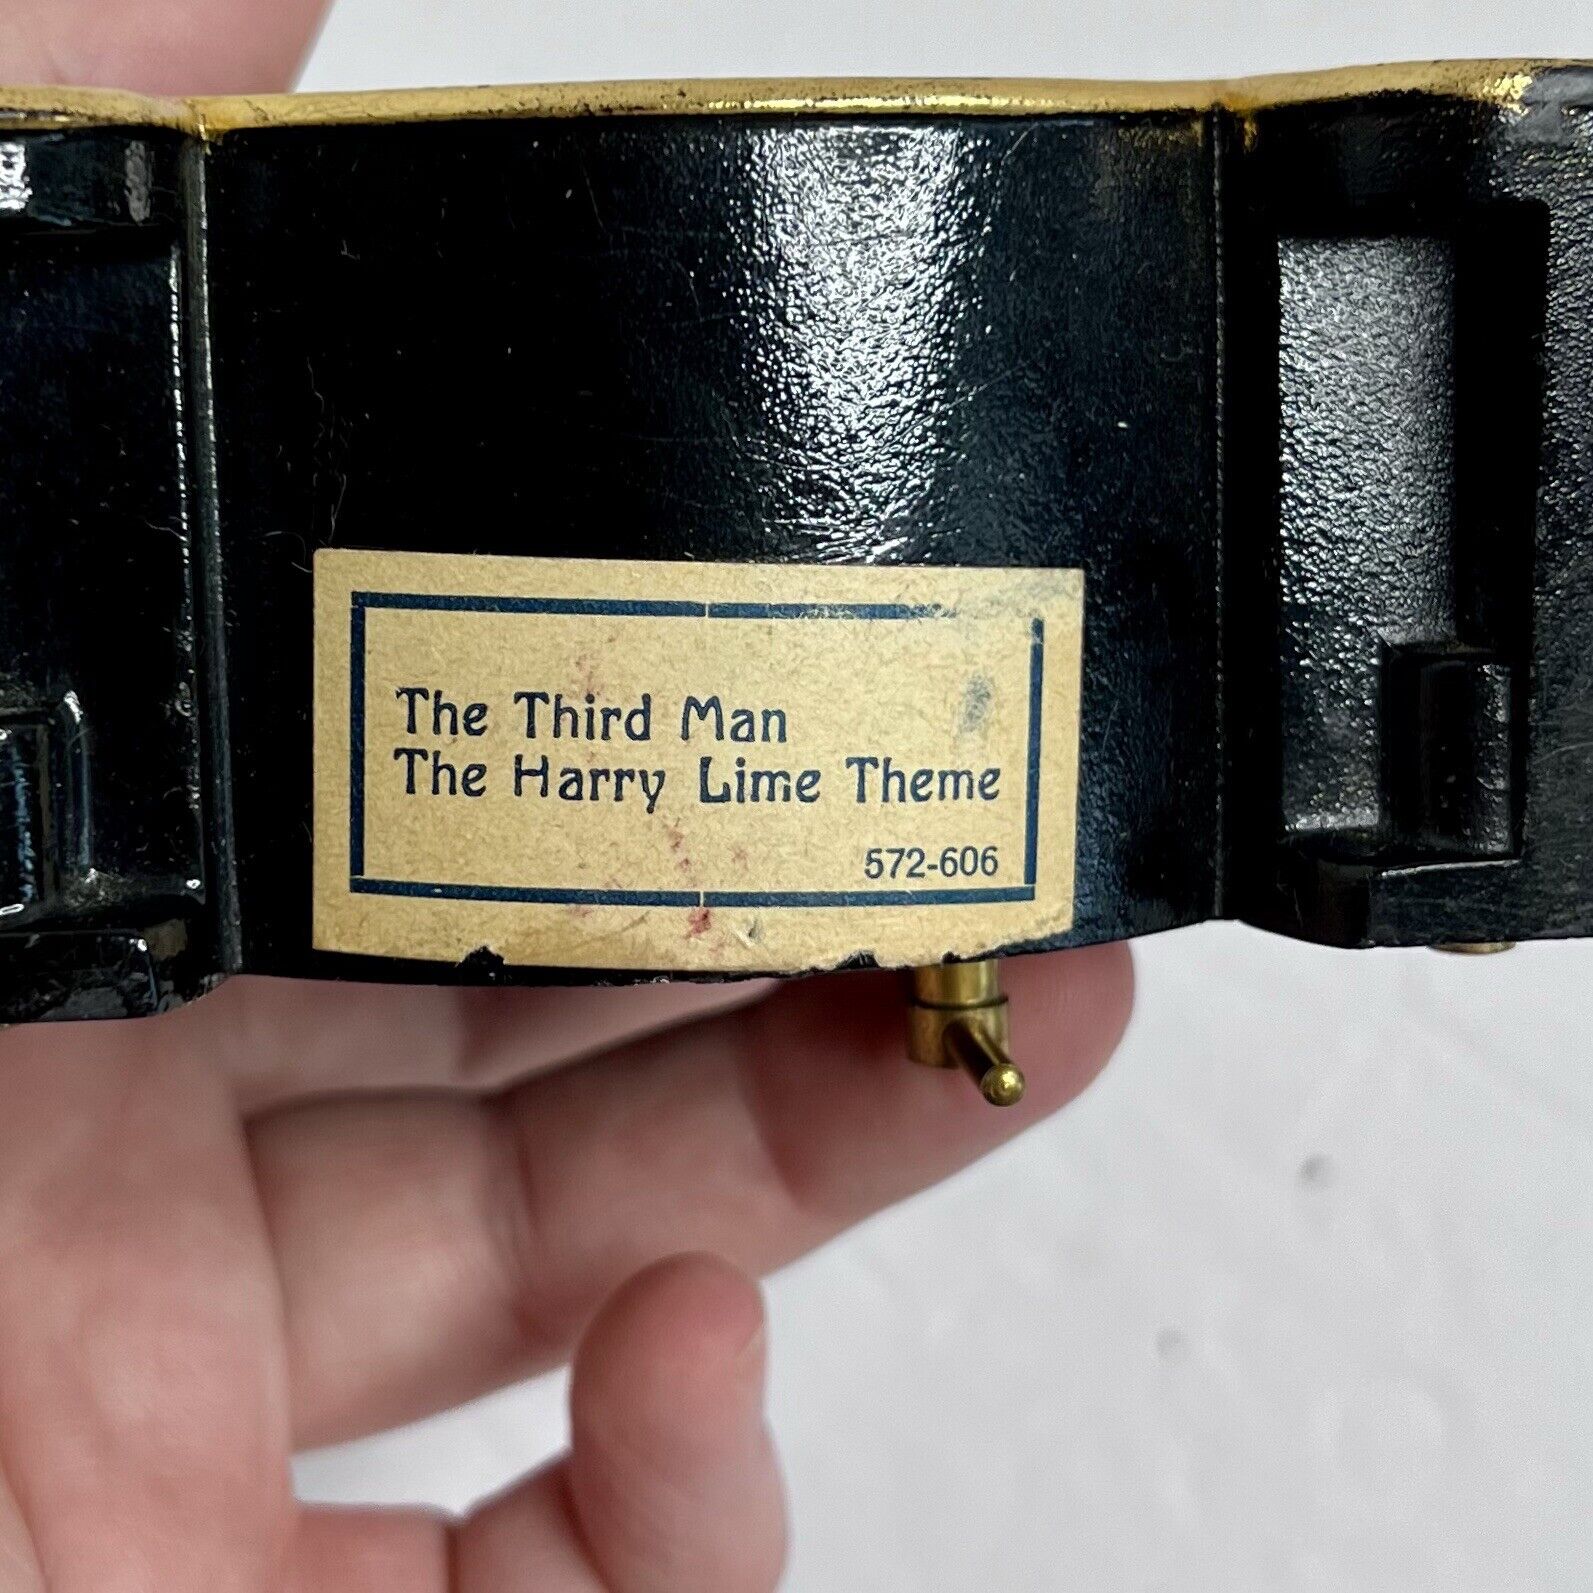 The Third Man
The Harry Lime Theme
572-606